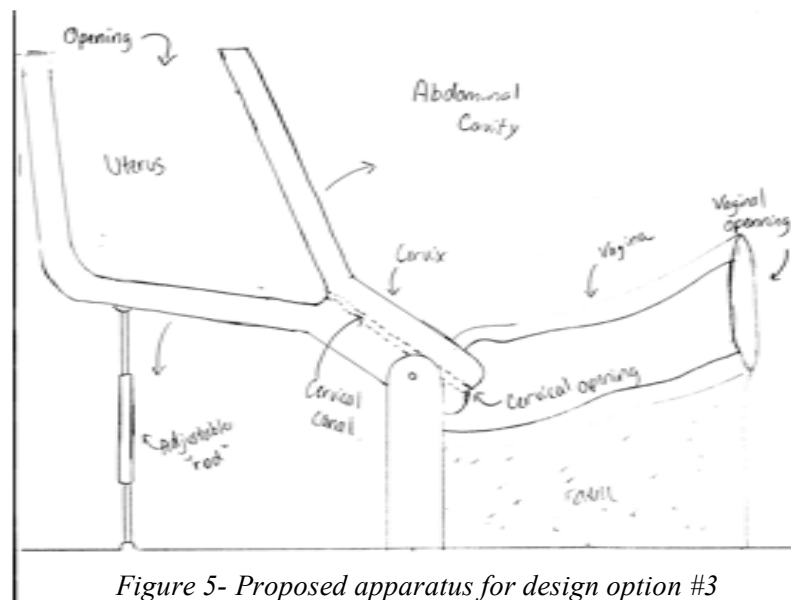 Opening
Abdominal
Cavity
Uterus
Vaginal
openning
Vagina
Cervix
Cervical
Canal
Cervical opening
Adjustable
"rod"
Figure 5- Proposed apparatus for design option #3